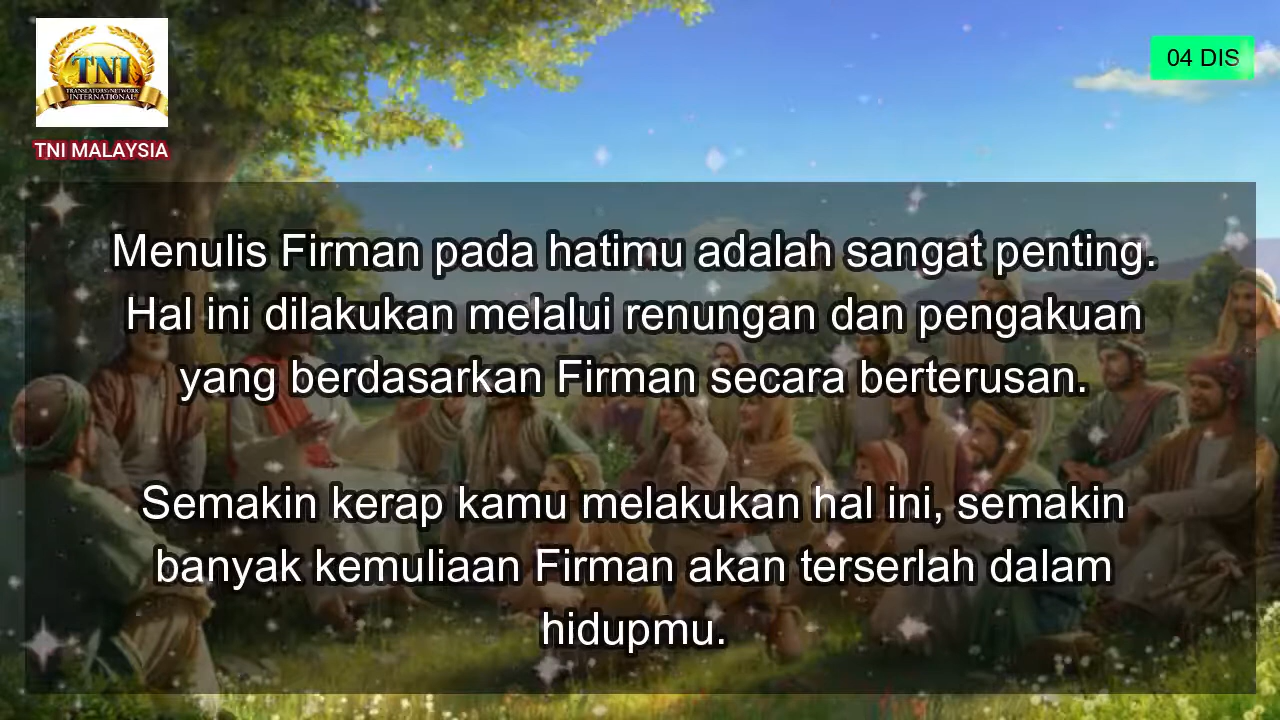 TNI
TRANSLATORS NETWORK
INTERNATIONAL
TNI MALAYSIA
04 DIS
Menulis Firman pada hatimu adalah sangat penting.
Hal ini dilakukan melalui renungan dan pengakuan
yang berdasarkan Firman secara berterusan.
Semakin kerap kamu melakukan hal ini, semakin
banyak kemuliaan Firman akan terserlah dalam
hidupmu.